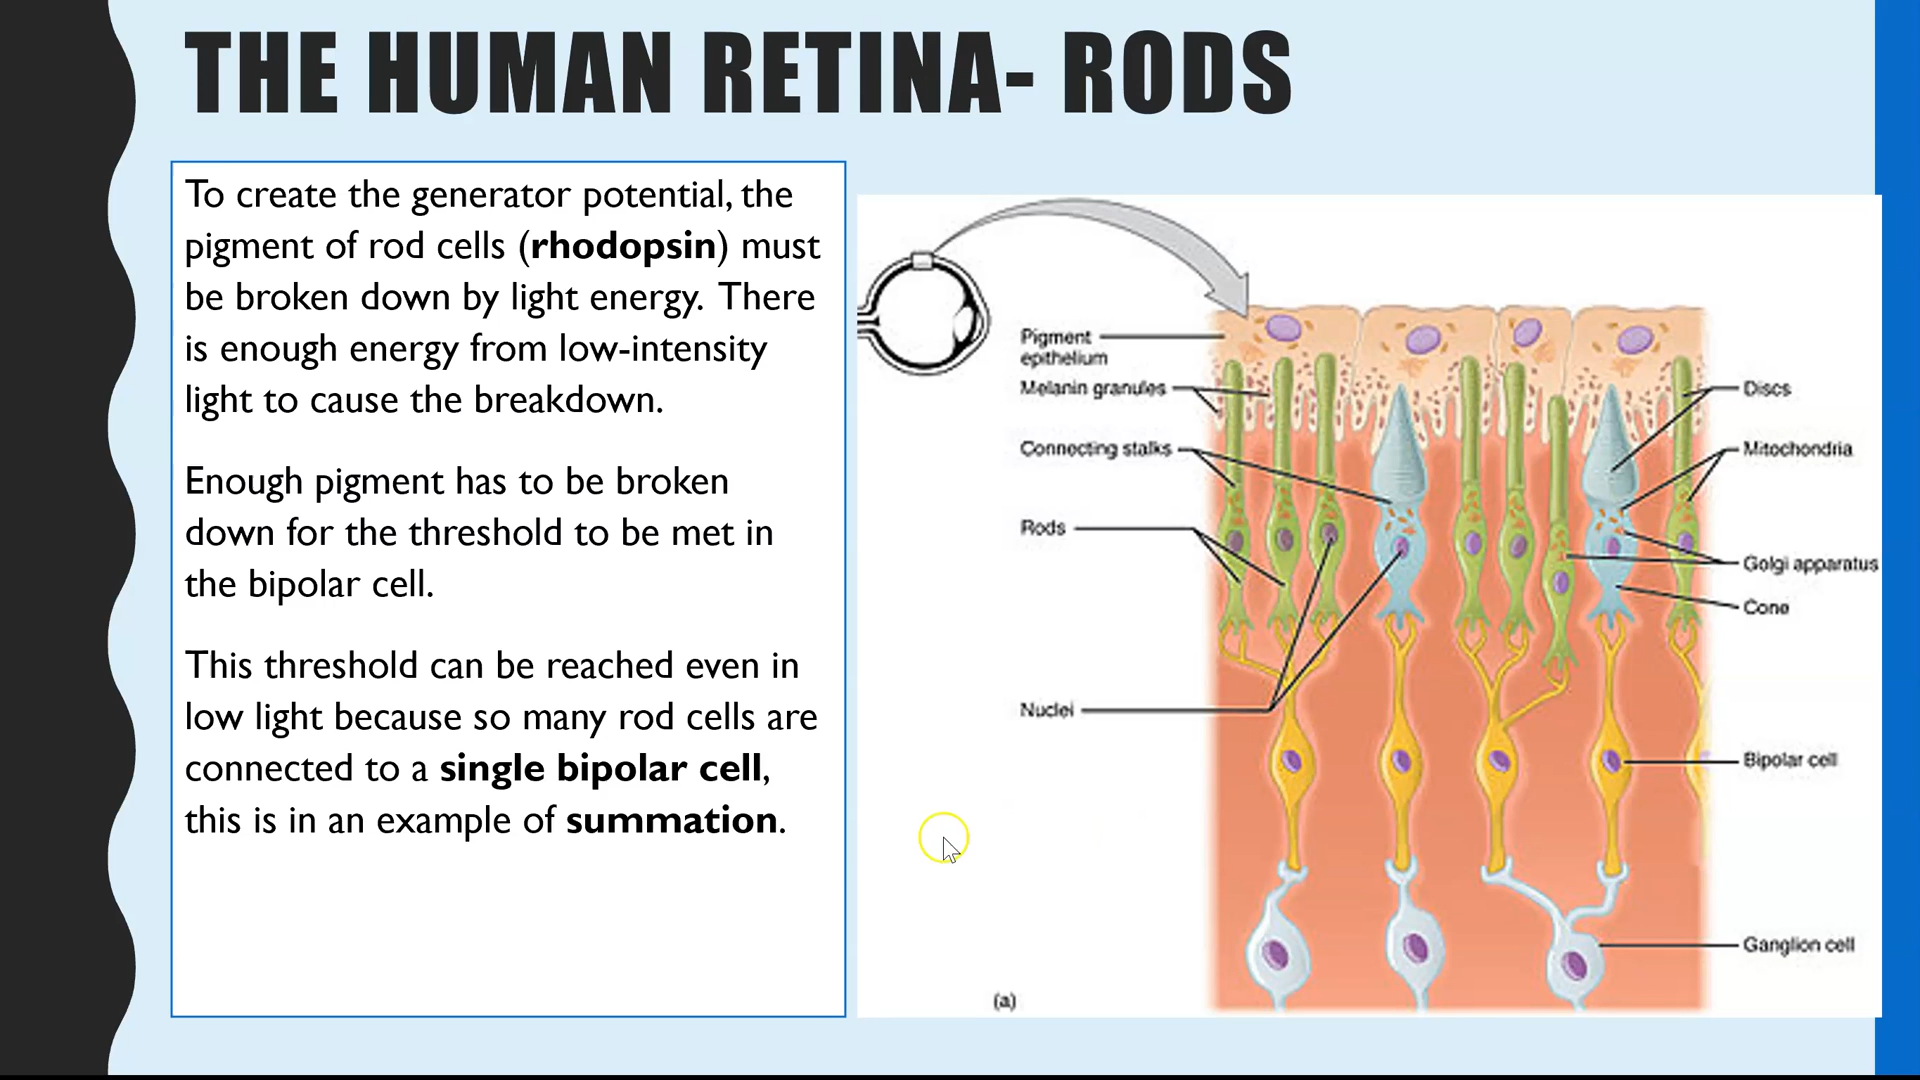 THE HUMAN RETINA- RODS
To create the generator potential, the
pigment of rod cells (rhodopsin) must
be broken down by light energy. There
is enough energy from low-intensity
light to cause the breakdown.
Enough pigment has to be broken
down for the threshold to be met in
the bipolar cell.
This threshold can be reached even in
low light because so many rod cells are
connected to a single bipolar cell,
this is in an example of summation.
Pigment
epithelium
Melanin granules
Connecting stalks
Rods
Nuclei
(a)
Discs
Mitochondria
Golgi apparatus
Cone
Bipolar cell
Ganglion cell